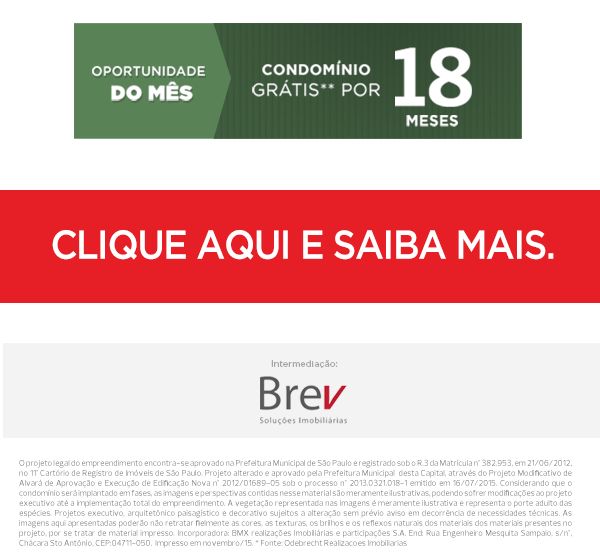 OPORTUNIDADE
DO MÊS
CONDOMÍNIO
GRÁTIS** POR
18
MESES
CLIQUE AQUI E SAIBA MAIS.
Intermediação:
Brev
Soluções Imobiliárias
O projeto legal do empreendimento encontra-se aprovado na Prefeitura Municipal de São Paulo e registrado sob o R.3 da Matrícula n° 382.953, em 21/06/2012,
no 11° Cartório de Registro de Imóveis de São Paulo. Projeto alterado e aprovado pela Prefeitura Municipal desta Capital, através do Projeto Modificativo de
Alvará de Aprovação e Execução de Edificação Nova n° 2012/01689-05 sob o processo n° 2013.0321.018-1 emitido em 16/07/2015. Considerando que o
condomínio será implantado em fases, as imagens e perspectivas contidas nesse material são meramente ilustrativas, podendo sofrer modificações ao projeto
executivo até a implementação total do empreendimento. A vegetação representada nas imagens é meramente ilustrativa e representa o porte adulto das
espécies. Projetos executivo, arquitetônico paisagístico e decorativo sujeitos a alteração sem prévio aviso em decorrência de necessidades técnicas. As
imagens aqui apresentadas poderão não retratar fielmente as cores, as texturas, os brilhos e os reflexos naturais dos materiais dos materiais presentes no
projeto, por se tratar de material impresso. Incorporadora: BMX realizações Imobiliárias e participações S.A. End: Rua Engenheiro Mesquita Sampaio, s/n°,
Chácara Sto Antônio, CEP:04711-050. Impresso em novembro/15. * Fonte: Odebrecht Realizacoes Imobiliarias